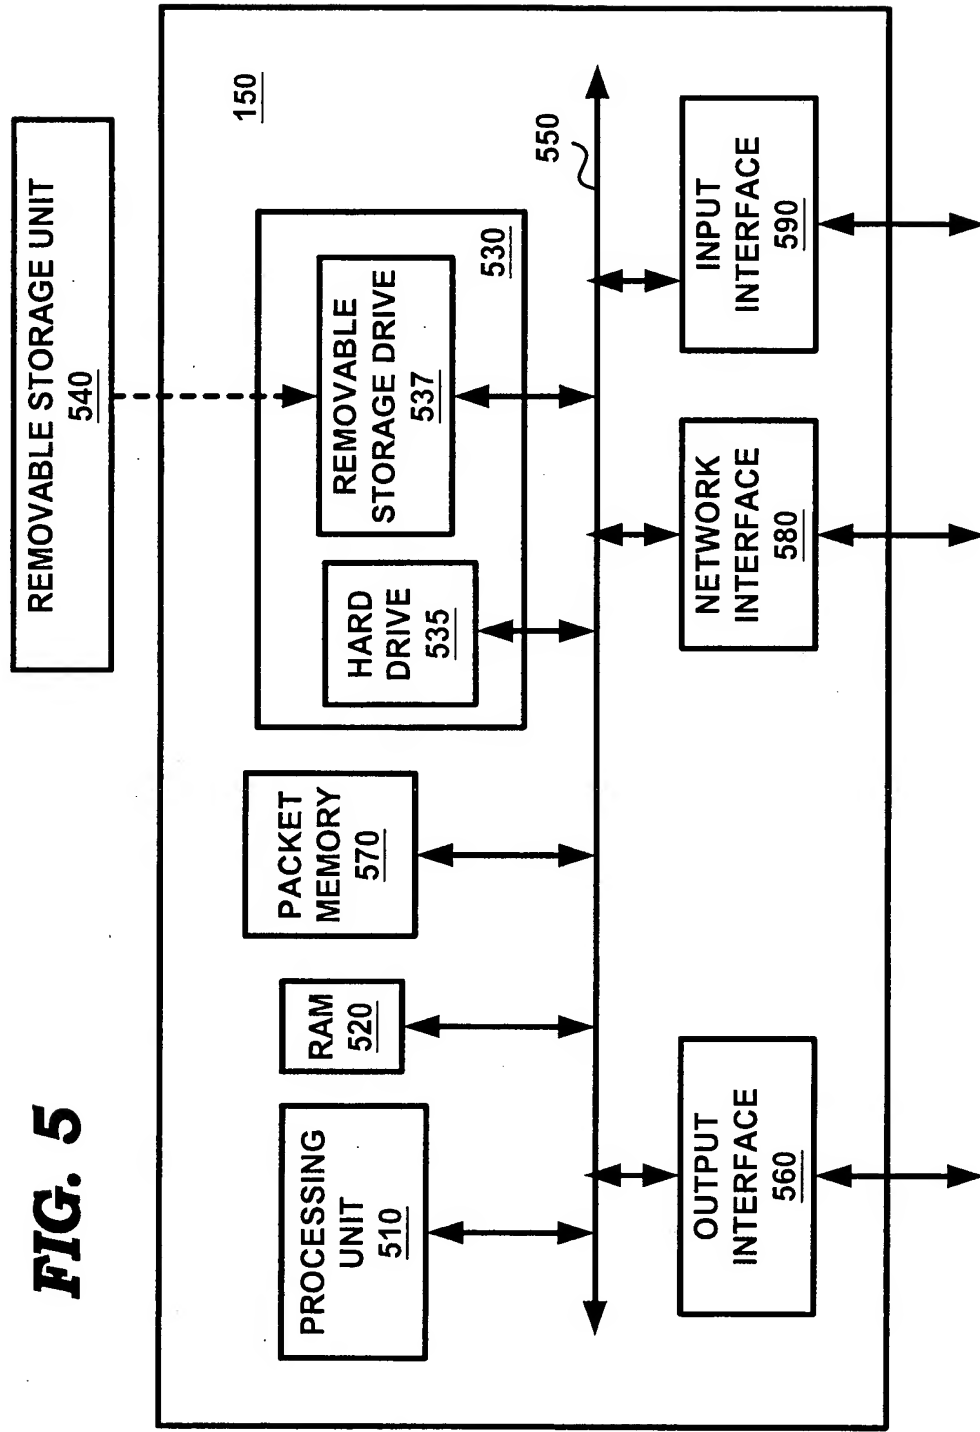 FIG. 5
REMOVABLE STORAGE UNIT
540
150
PROCESSING
UNIT
510
RAM
520
PACKET
MEMORY
570
HARD
DRIVE
535
REMOVABLE
STORAGE DRIVE
537
530
550
OUTPUT
INTERFACE
560
NETWORK
INTERFACE
580
INPUT
INTERFACE
590